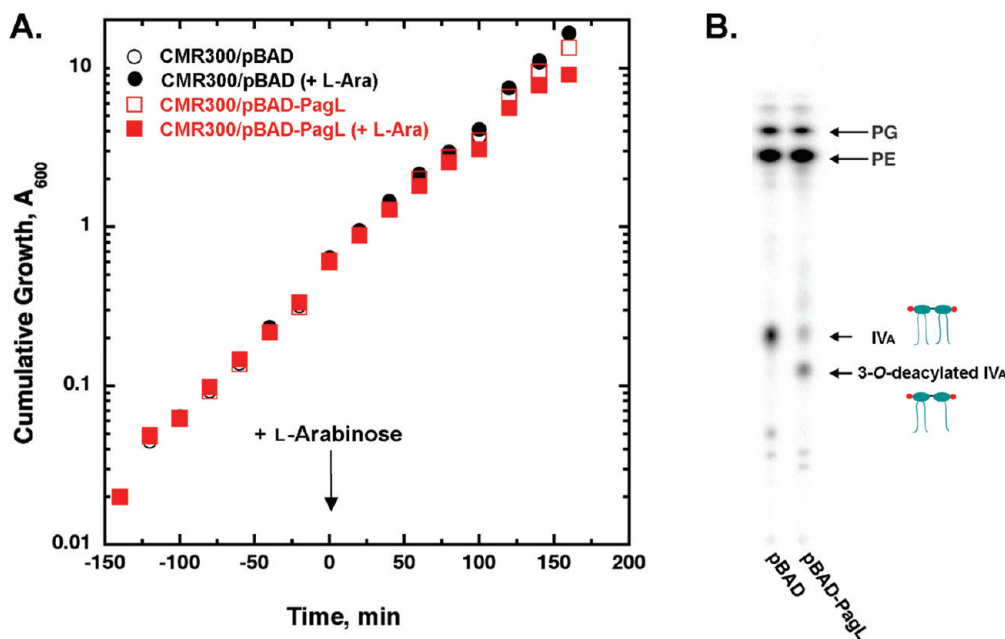 A.
CMR300/pBAD
CMR300/pBAD (+ L-Ara)
CMR300/pBAD-PagL
CMR300/pBAD-PagL (+ L-Ara)
10
1
0.1
0.01
Cumulative Growth, A600
+ L-Arabinose
-150 -100 -50 0 50 100 150 200
Time, min
B.
PG
PE
IVA
3-O-deacylated IVA
pBAD
pBAD-PagL